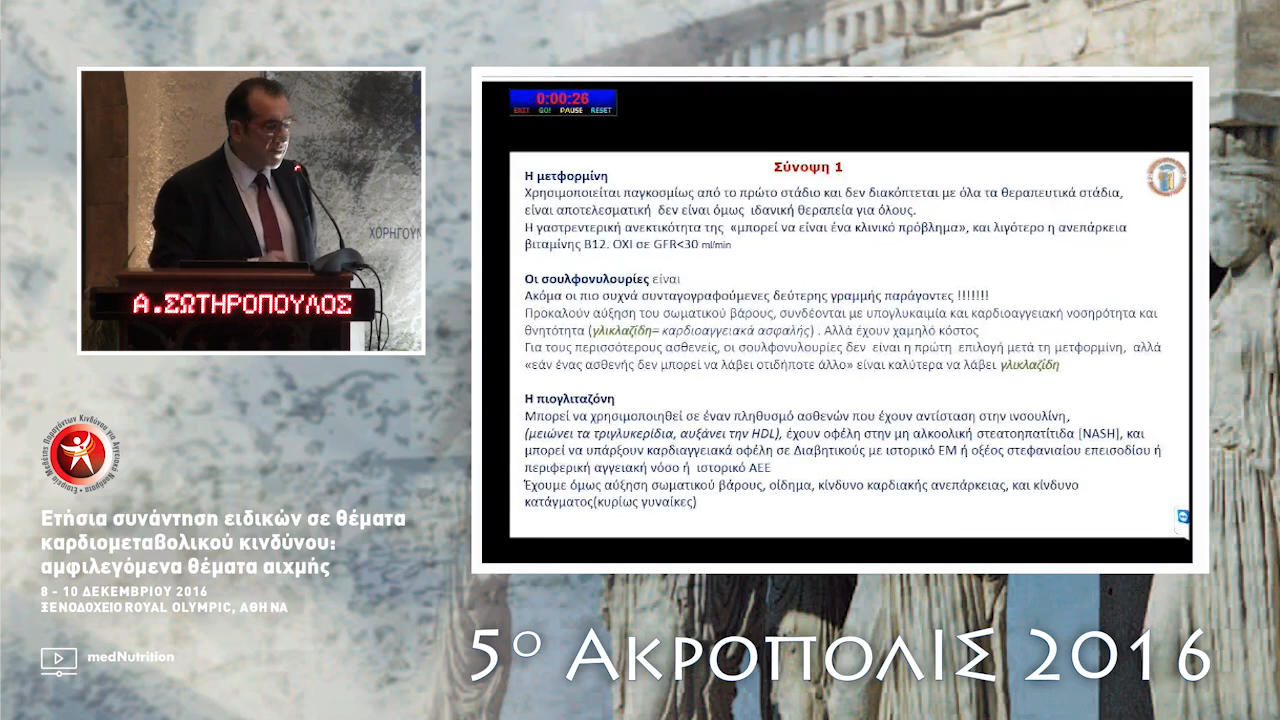 0:00:26
EXIT GO! PAUSE RESET
Σύνοψη 1
Η μετφορμίνη
Χρησιμοποιείται παγκοσμίως από το πρώτο στάδιο και δεν διακόπτεται με όλα τα θεραπευτικά στάδια,
είναι αποτελεσματική δεν είναι όμως ιδανική θεραπεία για όλους.
Η γαστρεντερική ανεκτικότητα της «μπορεί να είναι ένα κλινικό πρόβλημα», και λιγότερο η ανεπάρκεια
βιταμίνης Β12. ΟΧΙ σε GFR<30 ml/min
Οι σουλφονυλουρίες είναι
Ακόμα οι πιο συχνά συνταγογραφούμενες δεύτερης γραμμής παράγοντες !!!!!!!
Προκαλούν αύξηση του σωματικού βάρους, συνδέονται με υπογλυκαιμία και καρδιοαγγειακή νοσηρότητα και
θνητότητα (γλικλαζίδη= καρδιοαγγειακά ασφαλής) . Αλλά έχουν χαμηλό κόστος
Για τους περισσότερους ασθενείς, οι σουλφονυλουρίες δεν είναι η πρώτη επιλογή μετά τη μετφορμίνη, αλλά
«εάν ένας ασθενής δεν μπορεί να λάβει οτιδήποτε άλλο» είναι καλύτερα να λάβει γλικλαζίδη
Η πιογλιταζόνη
Μπορεί να χρησιμοποιηθεί σε έναν πληθυσμό ασθενών που έχουν αντίσταση στην ινσουλίνη,
(μειώνει τα τριγλυκερίδια, αυξάνει την HDL), έχουν οφέλη στην μη αλκοολική στεατοηπατίτιδα [NASH], και
μπορεί να υπάρξουν καρδιαγγειακά οφέλη σε Διαβητικούς με ιστορικό ΕΜ ή οξέος στεφανιαίου επεισοδίου ή
περιφερική αγγειακή νόσο ή ιστορικό ΑΕΕ
Έχουμε όμως αύξηση σωματικού βάρους, οίδημα, κίνδυνο καρδιακής ανεπάρκειας, και κίνδυνο
κατάγματος(κυρίως γυναίκες)
ΧΟΡΗΓΟΥΝ
Α.ΣΩΤΗΡΟΠΟΥΛΟΣ
Εταιρεία Μελέτης Παραγόντων Κινδύνου για Αγγειακά Νοσήματα
Ετήσια συνάντηση ειδικών σε θέματα
καρδιομεταβολικού κινδύνου:
αμφιλεγόμενα θέματα αιχμής
8 - 10 ΔΕΚΕΜΒΡΙΟΥ 2016
ΞΕΝΟΔΟΧΕΙΟ ROYAL OLYMPIC, ΑΘΗΝΑ
medNutrition
5ο ΑΚΡΟΠΟΛΙΣ 2016